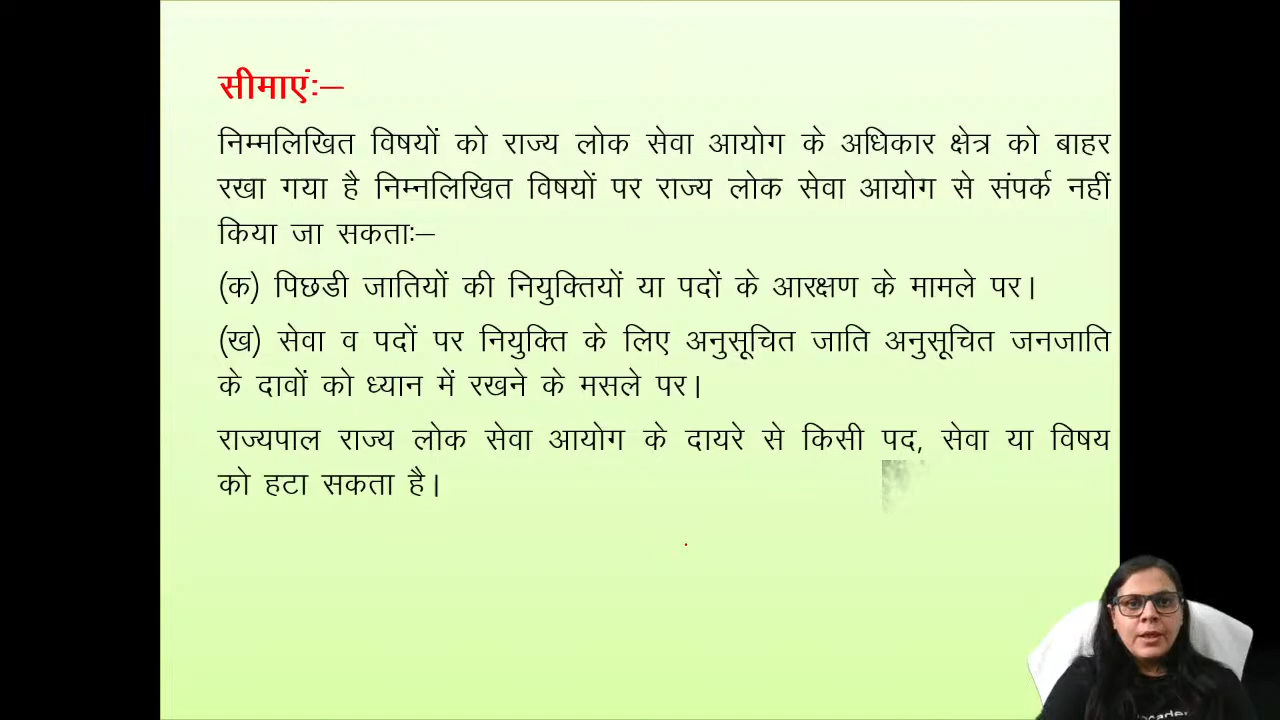 सीमाएंः–
निम्मलिखित विषयों को राज्य लोक सेवा आयोग के अधिकार क्षेत्र को बाहर
रखा गया है निम्नलिखित विषयों पर राज्य लोक सेवा आयोग से संपर्क नहीं
किया जा सकताः–
(क) पिछडी जातियों की नियुक्तियों या पदों के आरक्षण के मामले पर।
(ख) सेवा व पदों पर नियुक्ति के लिए अनुसूचित जाति अनुसूचित जनजाति
के दावों को ध्यान में रखने के मसले पर।
राज्यपाल राज्य लोक सेवा आयोग के दायरे से किसी पद, सेवा या विषय
को हटा सकता है।